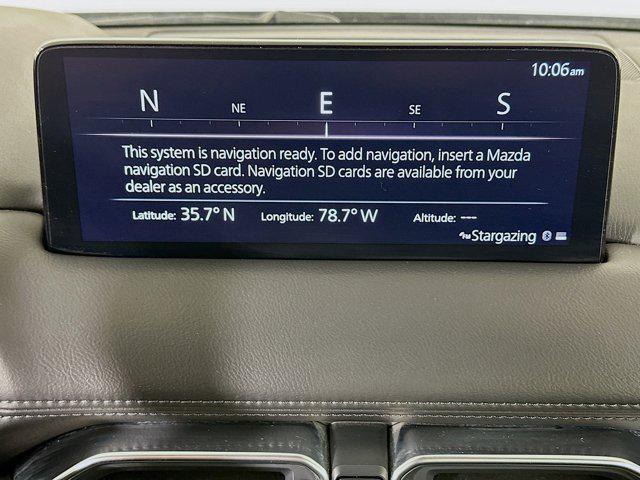 10:06am
N NE E SE S
This system is navigation ready. To add navigation, insert a Mazda
navigation SD card. Navigation SD cards are available from your
dealer as an accessory.
Latitude: 35.7° N Longitude: 78.7° W Altitude: ---
FM Stargazing